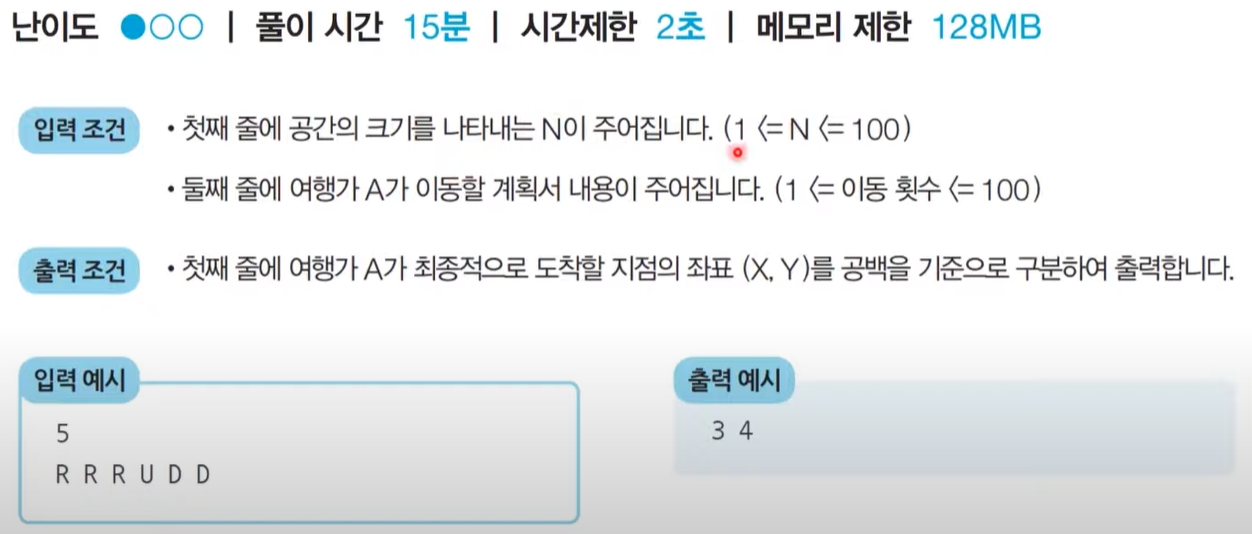 난이도 ●○○ | 풀이 시간 15분 | 시간제한 2초 | 메모리 제한 128MB
입력 조건 • 첫째 줄에 공간의 크기를 나타내는 N이 주어집니다. (1 <= N <= 100)
• 둘째 줄에 여행가 A가 이동할 계획서 내용이 주어집니다. (1 <= 이동 횟수 <= 100)
출력 조건 • 첫째 줄에 여행가 A가 최종적으로 도착할 지점의 좌표 (X, Y)를 공백을 기준으로 구분하여 출력합니다.
입력 예시
5
R R R U D D
출력 예시
3 4